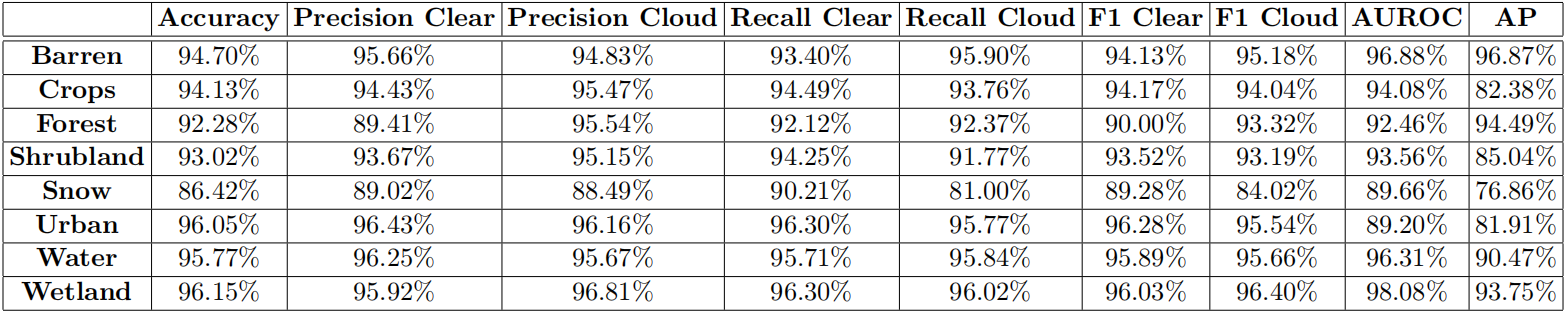 Accuracy Precision Clear Precision Cloud Recall Clear Recall Cloud F1 Clear F1 Cloud AUROC AP
Barren 94.70% 95.66% 94.83% 93.40% 95.90% 94.13% 95.18% 96.88% 96.87%
Crops 94.13% 94.43% 95.47% 94.49% 93.76% 94.17% 94.04% 94.08% 82.38%
Forest 92.28% 89.41% 95.54% 92.12% 92.37% 90.00% 93.32% 92.46% 94.49%
Shrubland 93.02% 93.67% 95.15% 94.25% 91.77% 93.52% 93.19% 93.56% 85.04%
Snow 86.42% 89.02% 88.49% 90.21% 81.00% 89.28% 84.02% 89.66% 76.86%
Urban 96.05% 96.43% 96.16% 96.30% 95.77% 96.28% 95.54% 89.20% 81.91%
Water 95.77% 96.25% 95.67% 95.71% 95.84% 95.89% 95.66% 96.31% 90.47%
Wetland 96.15% 95.92% 96.81% 96.30% 96.02% 96.03% 96.40% 98.08% 93.75%